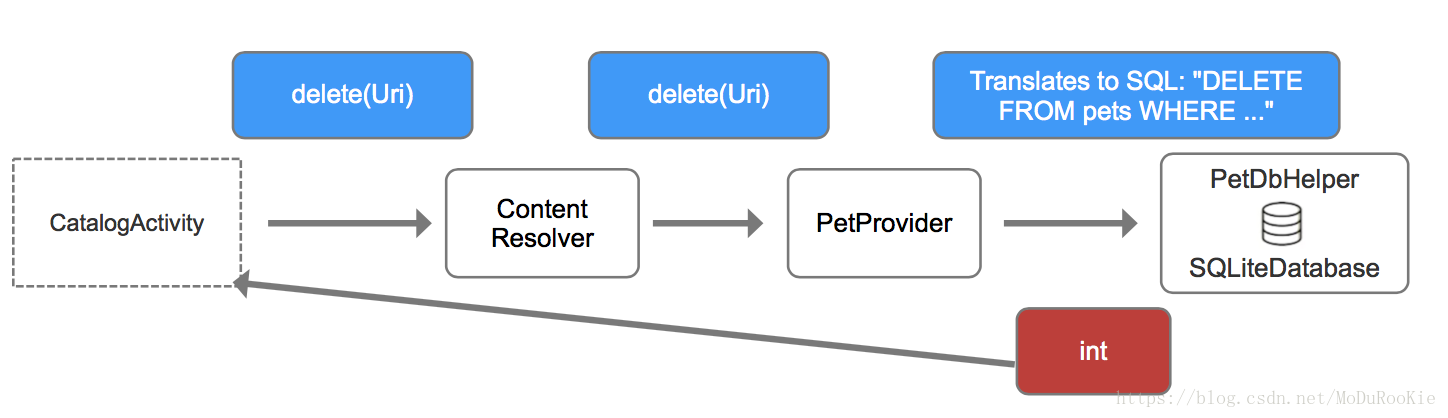 delete(Uri)
delete(Uri)
Translates to SQL: "DELETE
FROM pets WHERE ..."
CatalogActivity
Content
Resolver
PetProvider
PetDbHelper
SQLiteDatabase
int
https://blog.csdn.net/MoDuRooKie